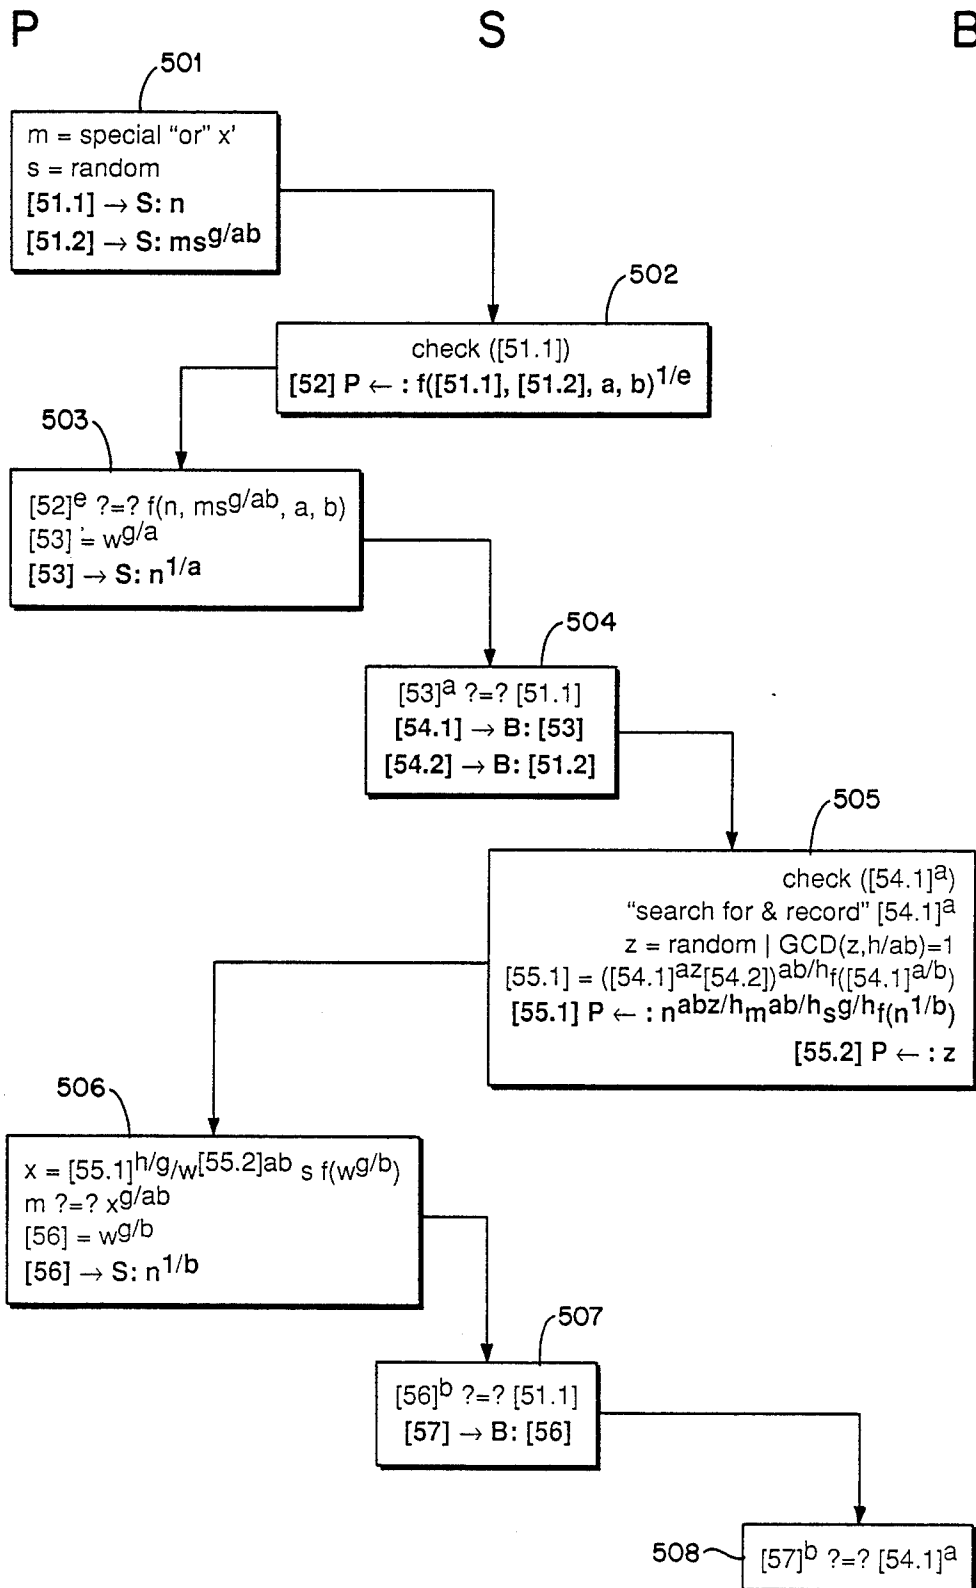 P S B
501
m = special “or” x'
s = random
[51.1] → S: n
[51.2] → S: ms^g/ab
502
check ([51.1])
[52] P ← : f([51.1], [51.2], a, b)^1/e
503
[52]^e ?=? f(n, ms^g/ab, a, b)
[53] = w^g/a
[53] → S: n^1/a
504
[53]^a ?=? [51.1]
[54.1] → B: [53]
[54.2] → B: [51.2]
505
check ([54.1]^a)
“search for & record” [54.1]^a
z = random | GCD(z,h/ab)=1
[55.1] = ([54.1]^az[54.2])^ab/h f([54.1]^a/b)
[55.1] P ← : n^abz/h m^ab/h s^g/h f(n^1/b)
[55.2] P ← : z
506
x = [55.1]^h/g/w^[55.2]ab s f(w^g/b)
m ?=? x^g/ab
[56] = w^g/b
[56] → S: n^1/b
507
[56]^b ?=? [51.1]
[57] → B: [56]
508
[57]^b ?=? [54.1]^a